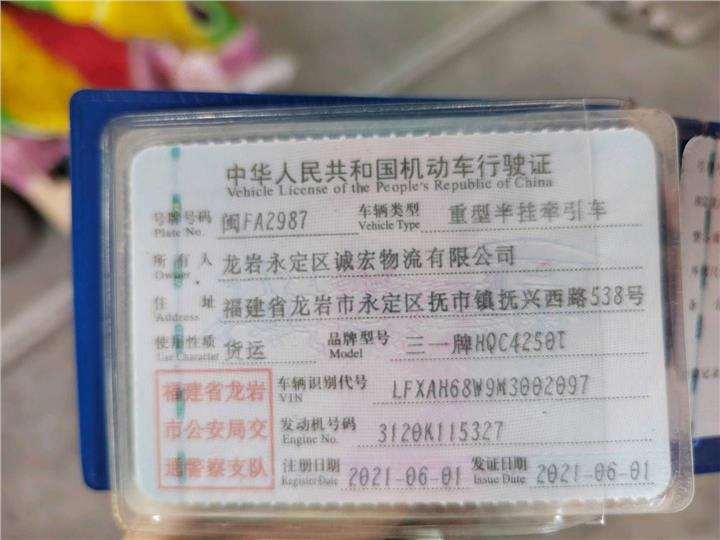 中华人民共和国机动车行驶证
Vehicle License of the People's Republic of China
号牌号码 闽FA2987 车辆类型 重型半挂牵引车
Plate No. Vehicle Type
所有人 龙岩永定区诚宏物流有限公司
Owner
住址 福建省龙岩市永定区抚市镇抚兴西路538号
Address
使用性质 货运 品牌型号 三一牌HQC4250T
Use Character Model
福建省龙岩 车辆识别代号 LFXAH68W9M3002097
VIN
市公安局交 发动机号码 3120K115327
Engine No.
通警察支队 注册日期 2021-06-01 发证日期 2021-06-01
Register Date Issue Date